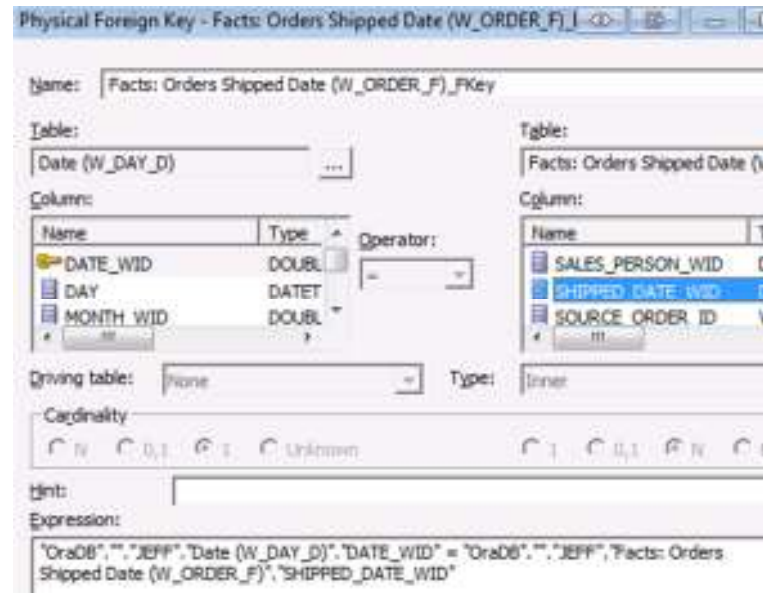 Physical Foreign Key - Facts: Orders Shipped Date (W_ORDER_F)_
Name: Facts: Orders Shipped Date (W_ORDER_F)_FKey
Table: Table:
Date (W_DAY_D) ... Facts: Orders Shipped Date (
Column: Column:
Name Type Operator: Name
DATE_WID DOUBL = SALES_PERSON_WID
DAY DATET SHIPPED_DATE_WID
MONTH_WID DOUBL SOURCE_ORDER_ID
Driving table: None Type: Inner
Cardinality
N 0,1 1 Unknown 1 0,1 N
Hint:
Expression:
"OraDB"."".."JEFF"."Date (W_DAY_D)"."DATE_WID" = "OraDB".""."JEFF"."Facts: Orders
Shipped Date (W_ORDER_F)"."SHIPPED_DATE_WID"